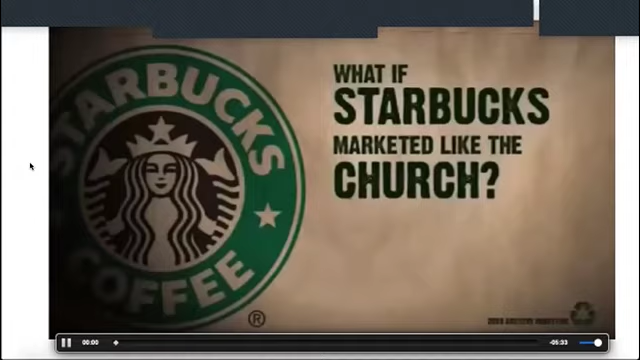 STARBUCKS
COFFEE
®
WHAT IF
STARBUCKS
MARKETED LIKE THE
CHURCH?
00:00
-05:33